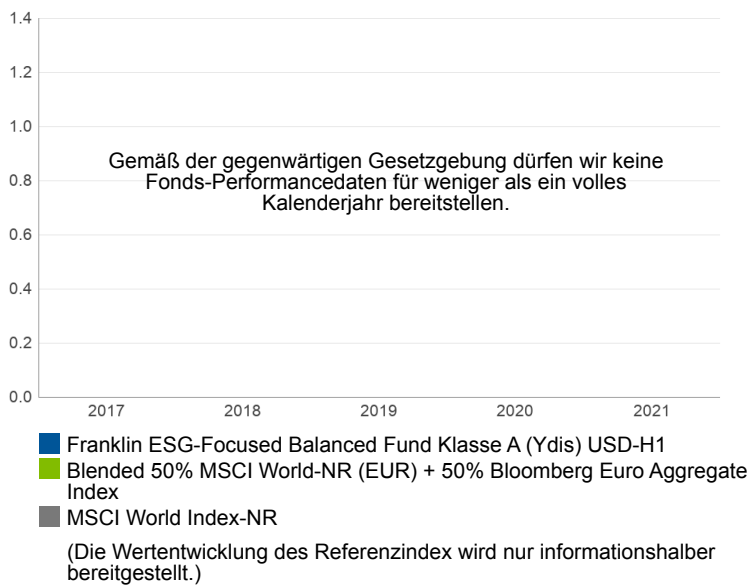 1.4
1.2
1.0
Gemäß der gegenwärtigen Gesetzgebung dürfen wir keine
Fonds-Performancedaten für weniger als ein volles
Kalenderjahr bereitstellen.
0.8
0.6
0.4
0.2
0.0
2017 2018 2019 2020 2021
Franklin ESG-Focused Balanced Fund Klasse A (Ydis) USD-H1
Blended 50% MSCI World-NR (EUR) + 50% Bloomberg Euro Aggregate
Index
MSCI World Index-NR
(Die Wertentwicklung des Referenzindex wird nur informationshalber
bereitgestellt.)